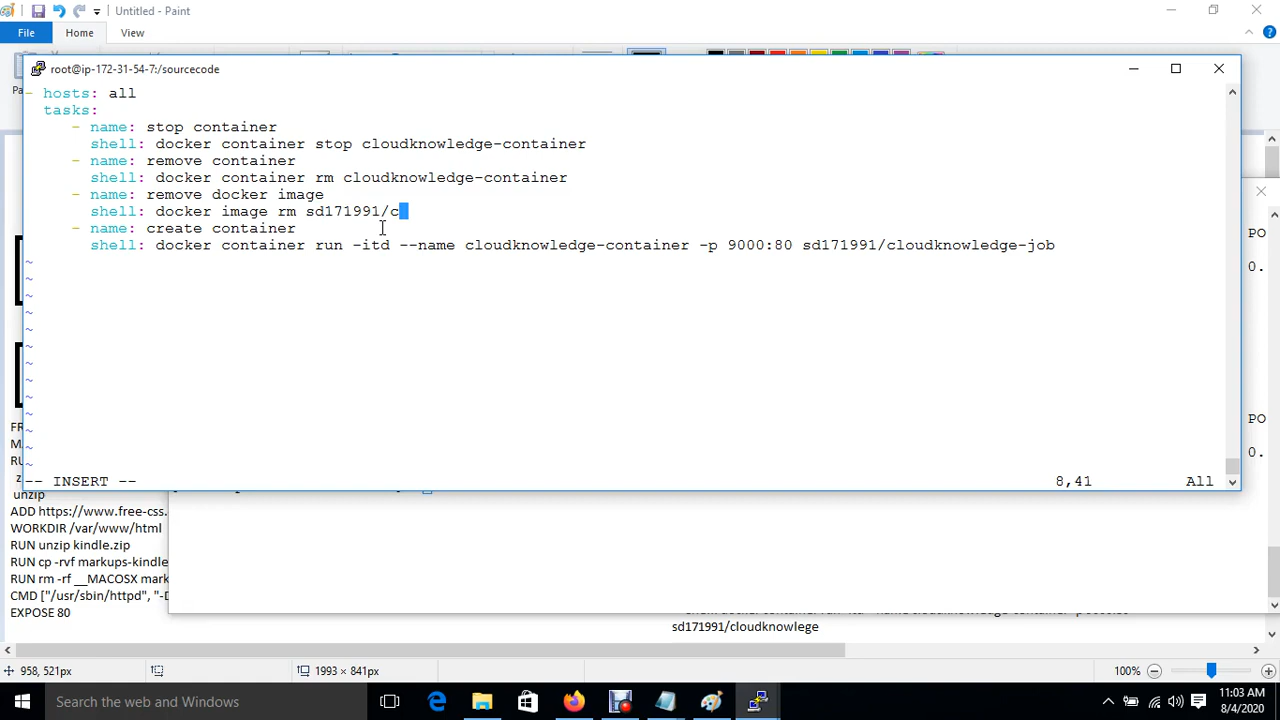 Untitled - Paint
File
Home
View
root@ip-172-31-54-7:/sourcecode
- hosts: all
tasks:
- name: stop container
shell: docker container stop cloudknowledge-container
- name: remove container
shell: docker container rm cloudknowledge-container
- name: remove docker image
shell: docker image rm sd171991/c
- name: create container
shell: docker container run -itd --name cloudknowledge-container -p 9000:80 sd171991/cloudknowledge-job
~
~
~
~
~
~
~
~
~
~
~
~
~
-- INSERT --
8,41
All
PO
0.
PO
0.
unzip
ADD https://www.free-css.
WORKDIR /var/www/html
RUN unzip kindle.zip
RUN cp -rvf markups-kindle
RUN rm -rf __MACOSX mark
CMD ["/usr/sbin/httpd", "-D
EXPOSE 80
sd171991/cloudknowlege
958, 521px
1993 × 841px
100%
Search the web and Windows
11:03 AM
8/4/2020